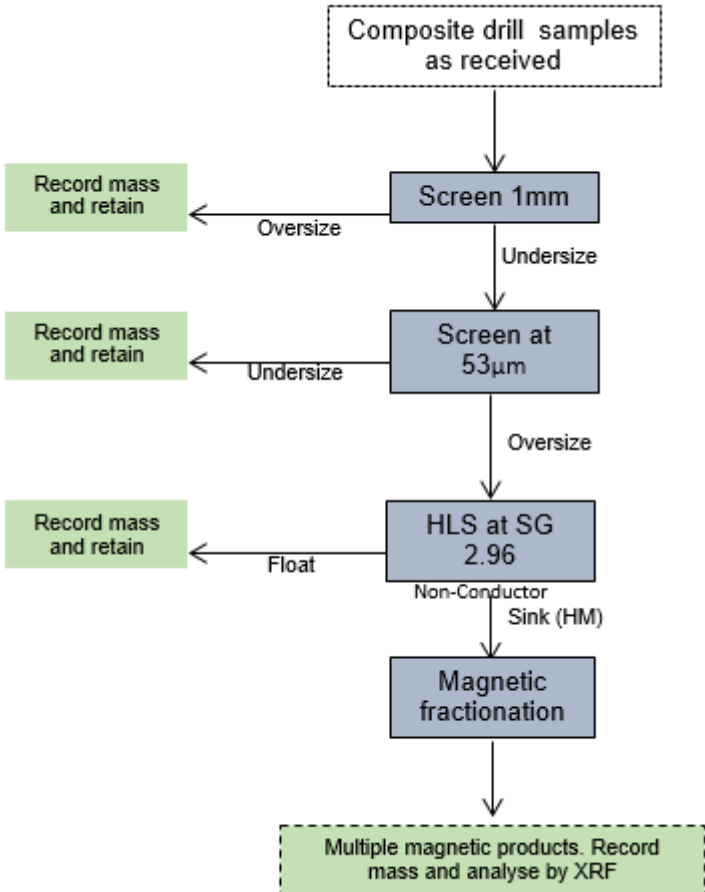 Composite drill samples
as received
Record mass
and retain
Screen 1mm
Oversize
Undersize
Record mass
and retain
Screen at
53µm
Undersize
Oversize
Record mass
and retain
HLS at SG
2.96
Float
Non-Conductor
Sink (HM)
Magnetic
fractionation
Multiple magnetic products. Record
mass and analyse by XRF